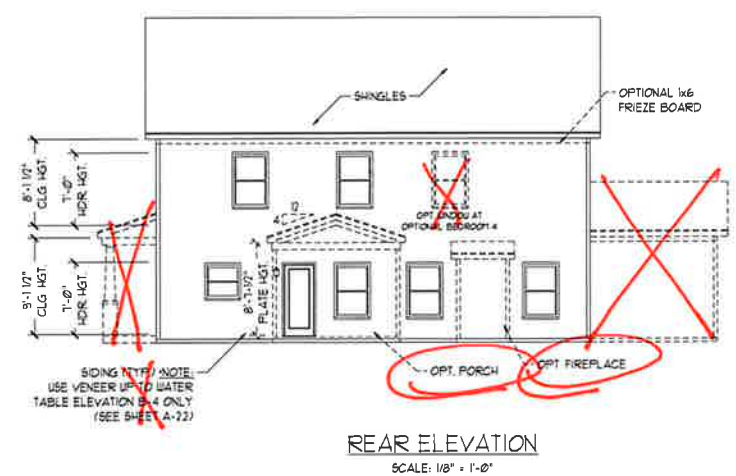 SHINGLES
OPTIONAL 1x6
FRIEZE BOARD
8'-1 1/2"
CLG HGT.
7'-0"
HDR. HGT.
12
4
OPT. WINDOW AT
OPTIONAL BEDROOM 4
9'-1 1/2"
CLG HGT.
7'-0"
HDR. HGT.
8'-7-1/2"
PLATE HGT.
SIDING (TYP.) NOTE:
USE VENEER UP TO WATER
TABLE ELEVATION B-4 ONLY
(SEE SHEET A-22)
OPT. PORCH
OPT FIREPLACE
REAR ELEVATION
SCALE: 1/8" = 1'-0"